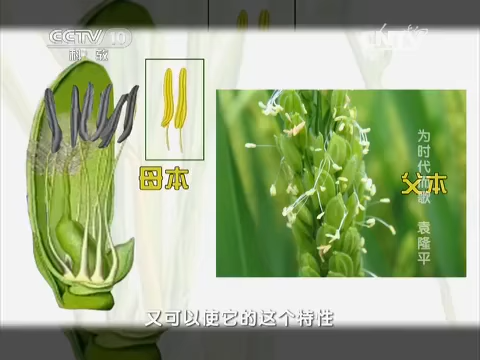 CCTV 10
科 教
母本
父本
为时代而歌 袁隆平
又可以使它的这个特性